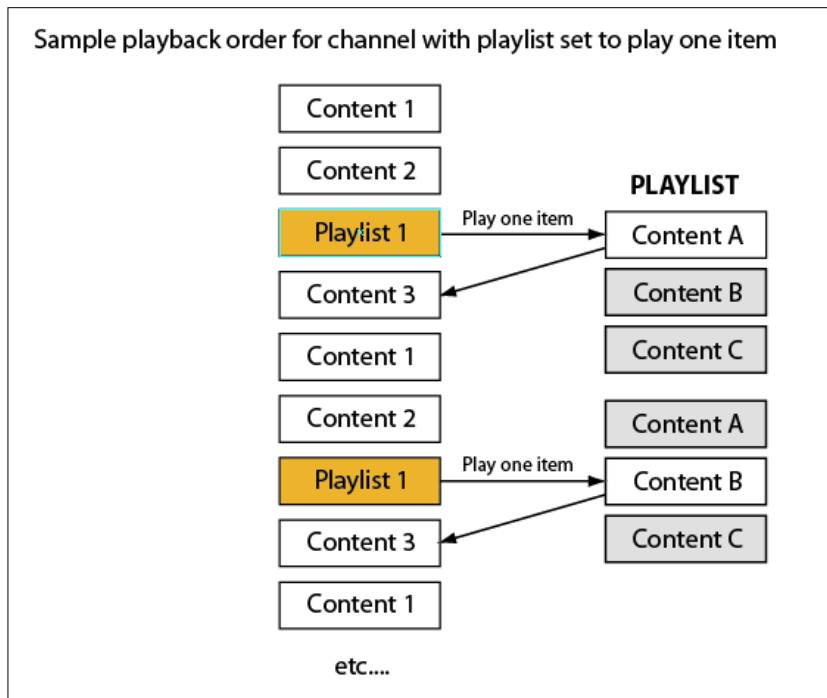 Sample playback order for channel with playlist set to play one item
Content 1
Content 2
PLAYLIST
Playlist 1
Play one item
Content A
Content 3
Content B
Content 1
Content C
Content 2
Content A
Playlist 1
Play one item
Content B
Content 3
Content C
Content 1
etc....